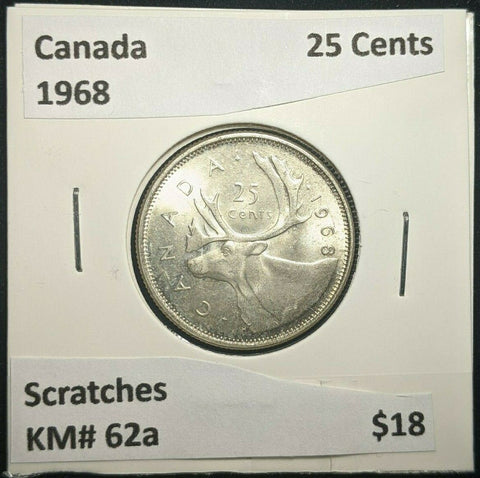 Canada 25 Cents
1968
25
Cents
CANADA 1968
Scratches
KM# 62a $18